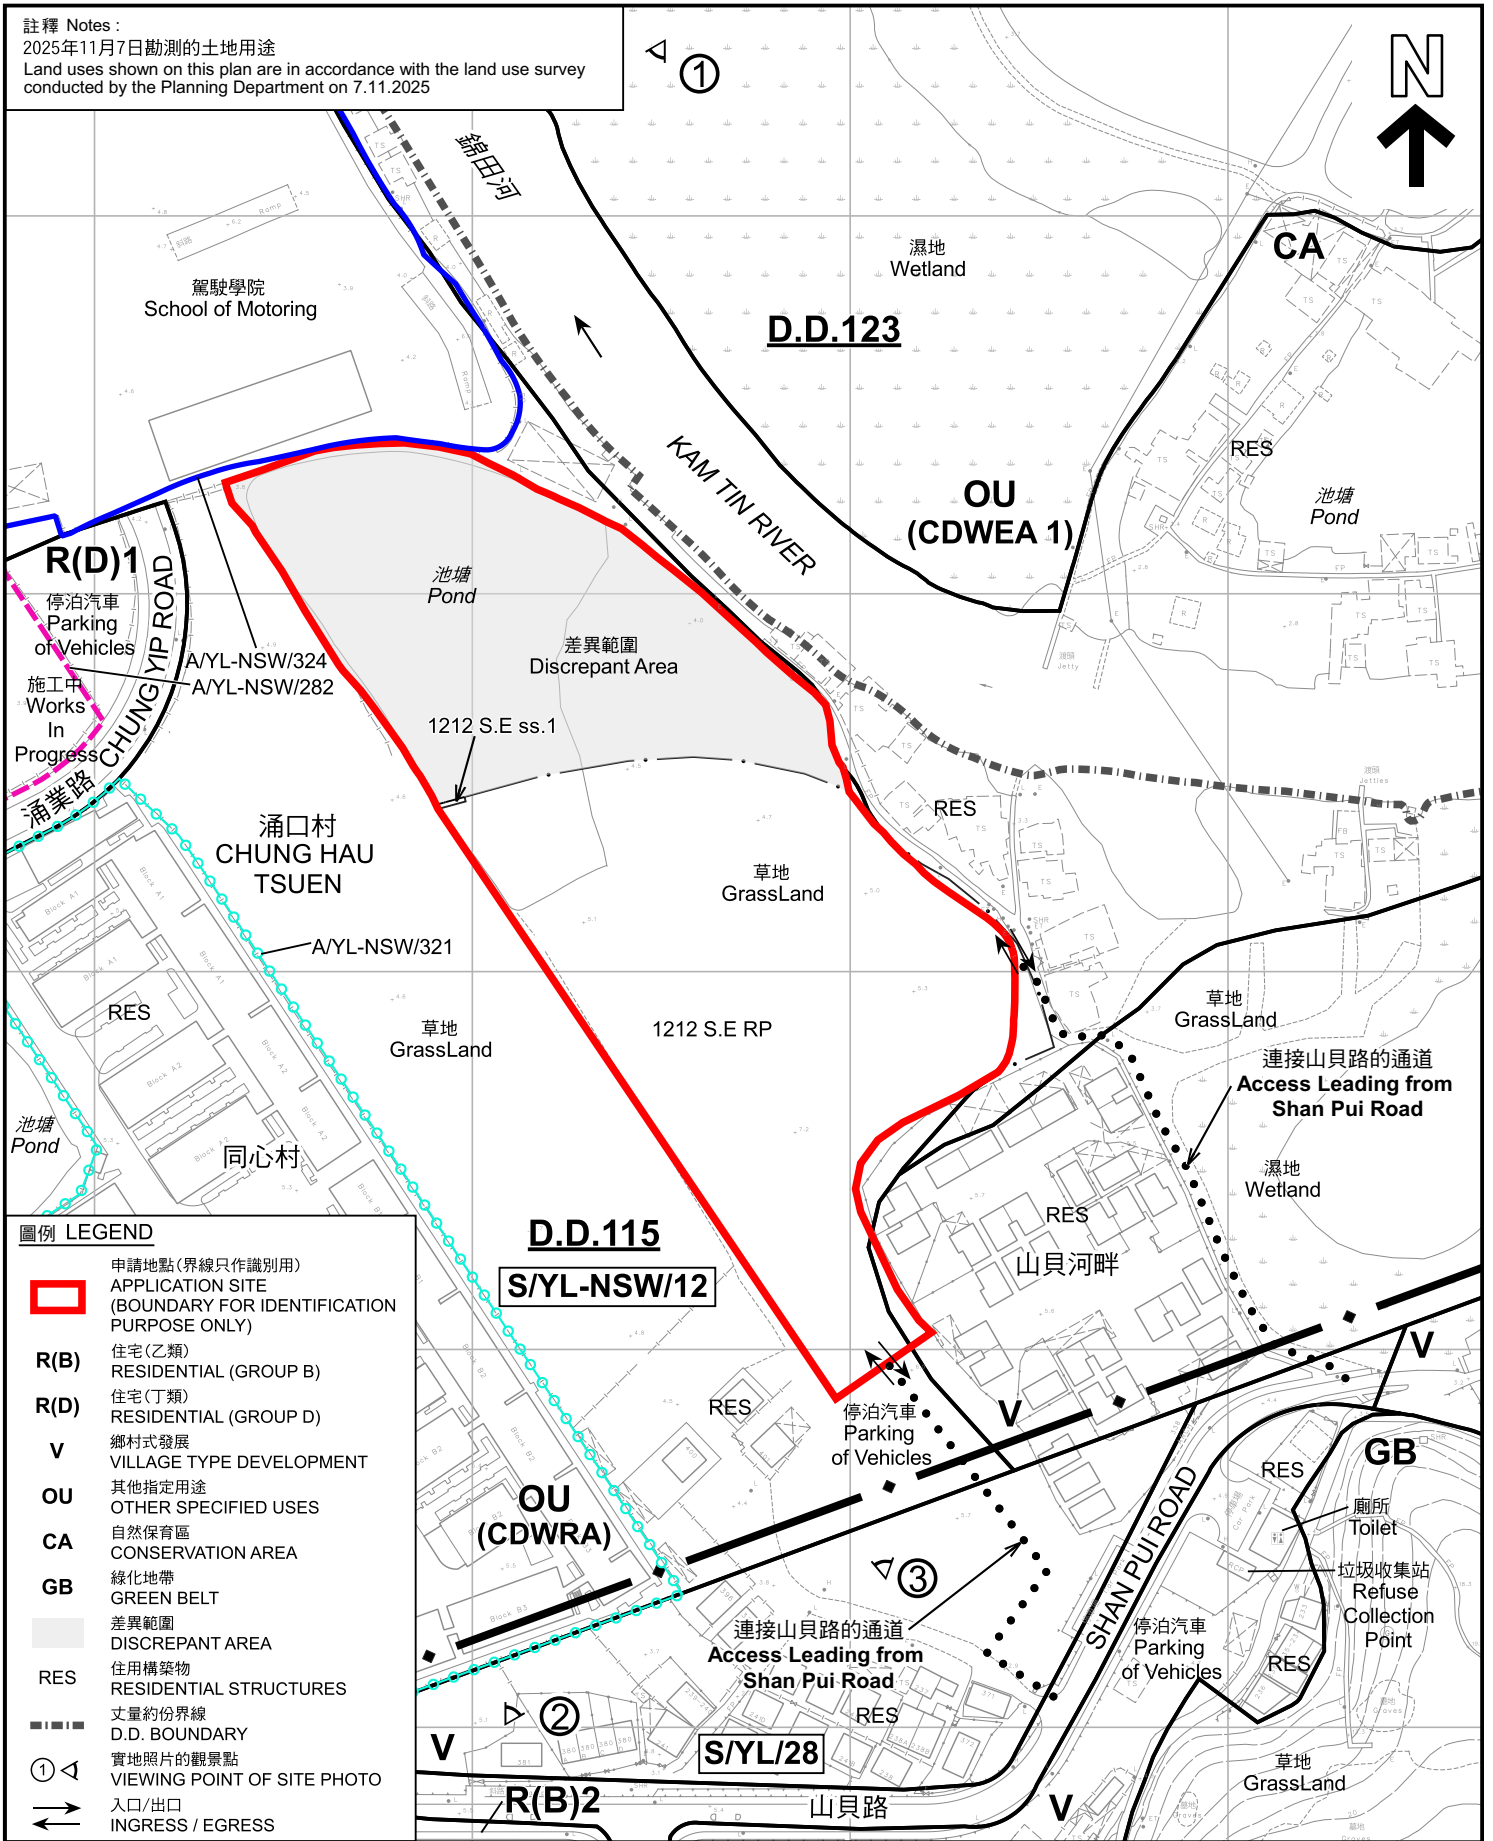 註釋 Notes :
2025年11月7日勘測的土地用途
Land uses shown on this plan are in accordance with the land use survey
conducted by the Planning Department on 7.11.2025
1
N
錦田河
濕地
Wetland
CA
駕駛學院
School of Motoring
斜路
Ramp
D.D.123
KAM TIN RIVER
OU
(CDWEA 1)
RES
池塘
Pond
R(D)1
停泊汽車
Parking
of Vehicles
施工中
Works
In
Progress
涌業路 CHUNG YIP ROAD
A/YL-NSW/324
A/YL-NSW/282
池塘
Pond
差異範圍
Discrepant Area
1212 S.E ss.1
渡頭
Jetty
渡頭
Jetties
涌口村
CHUNG HAU
TSUEN
草地
GrassLand
RES
A/YL-NSW/321
RES
草地
GrassLand
1212 S.E RP
草地
GrassLand
連接山貝路的通道
Access Leading from
Shan Pui Road
池塘
Pond
同心村
濕地
Wetland
RES
山貝河畔
D.D.115
S/YL-NSW/12
RES
停泊汽車
Parking
of Vehicles
V
V
OU
(CDWRA)
GB
RES
廁所
Toilet
垃圾收集站
Refuse
Collection
Point
3
SHAN PUI ROAD
連接山貝路的通道
Access Leading from
Shan Pui Road
停泊汽車
Parking
of Vehicles
RES
2
RES
V
S/YL/28
草地
GrassLand
R(B)2
山貝路
V
圖例 LEGEND
申請地點(界線只作識別用)
APPLICATION SITE
(BOUNDARY FOR IDENTIFICATION
PURPOSE ONLY)
R(B) 住宅(乙類)
RESIDENTIAL (GROUP B)
R(D) 住宅(丁類)
RESIDENTIAL (GROUP D)
V 鄉村式發展
VILLAGE TYPE DEVELOPMENT
OU 其他指定用途
OTHER SPECIFIED USES
CA 自然保育區
CONSERVATION AREA
GB 綠化地帶
GREEN BELT
差異範圍
DISCREPANT AREA
RES 住用構築物
RESIDENTIAL STRUCTURES
丈量約份界線
D.D. BOUNDARY
1 實地照片的觀景點
VIEWING POINT OF SITE PHOTO
入口/出口
INGRESS / EGRESS